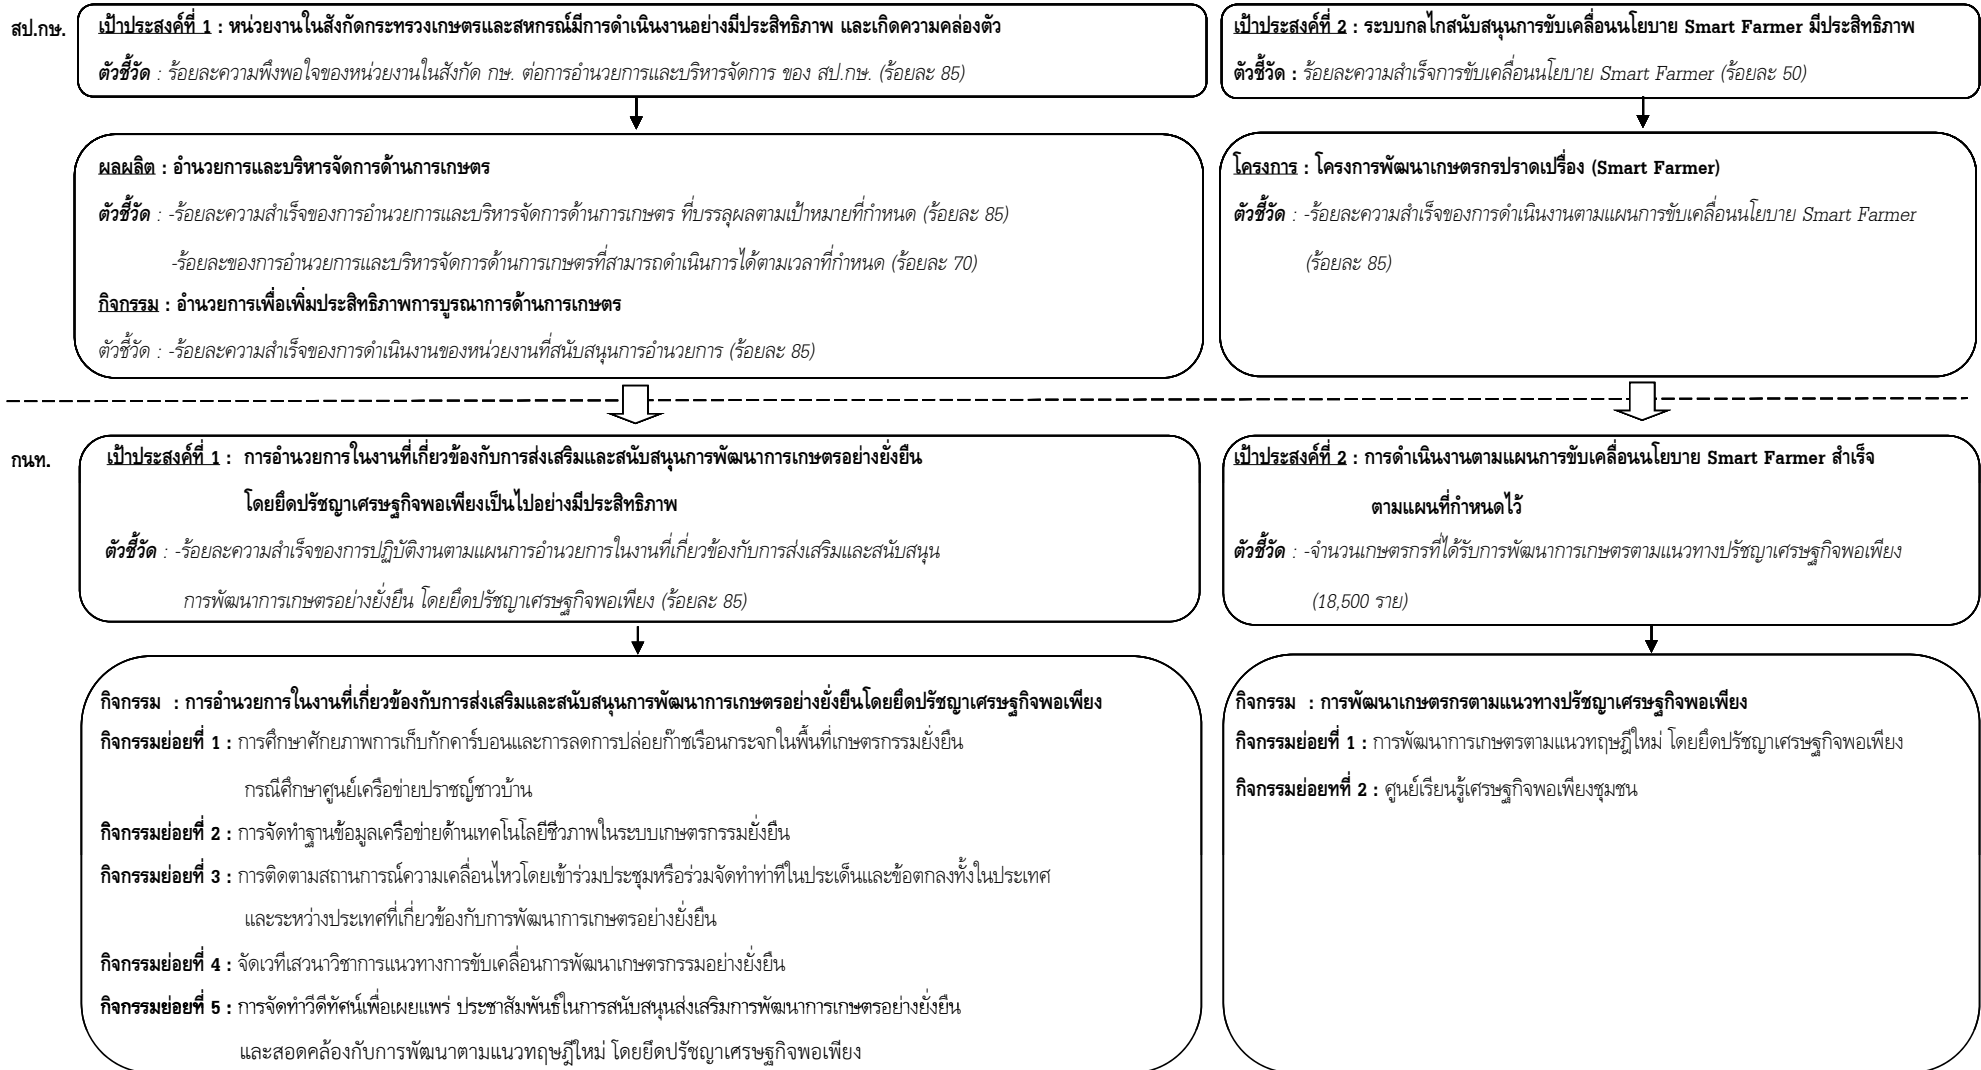 สป.กษ.
เป้าประสงค์ที่ 1 : หน่วยงานในสังกัดกระทรวงเกษตรและสหกรณ์มีการดำเนินงานอย่างมีประสิทธิภาพ และเกิดความคล่องตัว
ตัวชี้วัด : ร้อยละความพึงพอใจของหน่วยงานในสังกัด กษ. ต่อการอำนวยการและบริหารจัดการ ของ สป.กษ. (ร้อยละ 85)
เป้าประสงค์ที่ 2 : ระบบกลไกสนับสนุนการขับเคลื่อนนโยบาย Smart Farmer มีประสิทธิภาพ
ตัวชี้วัด : ร้อยละความสำเร็จการขับเคลื่อนนโยบาย Smart Farmer (ร้อยละ 50)
ผลผลิต : อำนวยการและบริหารจัดการด้านการเกษตร
ตัวชี้วัด : -ร้อยละความสำเร็จของการอำนวยการและบริหารจัดการด้านการเกษตร ที่บรรลุผลตามเป้าหมายที่กำหนด (ร้อยละ 85)
-ร้อยละของการอำนวยการและบริหารจัดการด้านการเกษตรที่สามารถดำเนินการได้ตามเวลาที่กำหนด (ร้อยละ 70)
กิจกรรม : อำนวยการเพื่อเพิ่มประสิทธิภาพการบูรณาการด้านการเกษตร
ตัวชี้วัด : -ร้อยละความสำเร็จของการดำเนินงานของหน่วยงานที่สนับสนุนการอำนวยการ (ร้อยละ 85)
โครงการ : โครงการพัฒนาเกษตรกรปราดเปรื่อง (Smart Farmer)
ตัวชี้วัด : -ร้อยละความสำเร็จของการดำเนินงานตามแผนการขับเคลื่อนนโยบาย Smart Farmer
(ร้อยละ 85)
กนท.
เป้าประสงค์ที่ 1 : การอำนวยการในงานที่เกี่ยวข้องกับการส่งเสริมและสนับสนุนการพัฒนาการเกษตรอย่างยั่งยืน
โดยยึดปรัชญาเศรษฐกิจพอเพียงเป็นไปอย่างมีประสิทธิภาพ
ตัวชี้วัด : -ร้อยละความสำเร็จของการปฏิบัติงานตามแผนการอำนวยการในงานที่เกี่ยวข้องกับการส่งเสริมและสนับสนุน
การพัฒนาการเกษตรอย่างยั่งยืน โดยยึดปรัชญาเศรษฐกิจพอเพียง (ร้อยละ 85)
เป้าประสงค์ที่ 2 : การดำเนินงานตามแผนการขับเคลื่อนนโยบาย Smart Farmer สำเร็จ
ตามแผนที่กำหนดไว้
ตัวชี้วัด : -จำนวนเกษตรกรที่ได้รับการพัฒนาการเกษตรตามแนวทางปรัชญาเศรษฐกิจพอเพียง
(18,500 ราย)
กิจกรรม : การอำนวยการในงานที่เกี่ยวข้องกับการส่งเสริมและสนับสนุนการพัฒนาการเกษตรอย่างยั่งยืนโดยยึดปรัชญาเศรษฐกิจพอเพียง
กิจกรรมย่อยที่ 1 : การศึกษาศักยภาพการเก็บกักคาร์บอนและการลดการปล่อยก๊าซเรือนกระจกในพื้นที่เกษตรกรรมยั่งยืน
กรณีศึกษาศูนย์เครือข่ายปราชญ์ชาวบ้าน
กิจกรรมย่อยที่ 2 : การจัดทำฐานข้อมูลเครือข่ายด้านเทคโนโลยีชีวภาพในระบบเกษตรกรรมยั่งยืน
กิจกรรมย่อยที่ 3 : การติดตามสถานการณ์ความเคลื่อนไหวโดยเข้าร่วมประชุมหรือร่วมจัดทำท่าทีในประเด็นและข้อตกลงทั้งในประเทศ
และระหว่างประเทศที่เกี่ยวข้องกับการพัฒนาการเกษตรอย่างยั่งยืน
กิจกรรมย่อยที่ 4 : จัดเวทีเสวนาวิชาการแนวทางการขับเคลื่อนการพัฒนาเกษตรกรรมอย่างยั่งยืน
กิจกรรมย่อยที่ 5 : การจัดทำวีดีทัศน์เพื่อเผยแพร่ ประชาสัมพันธ์ในการสนับสนุนส่งเสริมการพัฒนาการเกษตรอย่างยั่งยืน
และสอดคล้องกับการพัฒนาตามแนวทฤษฎีใหม่ โดยยึดปรัชญาเศรษฐกิจพอเพียง
กิจกรรม : การพัฒนาเกษตรกรตามแนวทางปรัชญาเศรษฐกิจพอเพียง
กิจกรรมย่อยที่ 1 : การพัฒนาการเกษตรตามแนวทฤษฎีใหม่ โดยยึดปรัชญาเศรษฐกิจพอเพียง
กิจกรรมย่อยทที่ 2 : ศูนย์เรียนรู้เศรษฐกิจพอเพียงชุมชน